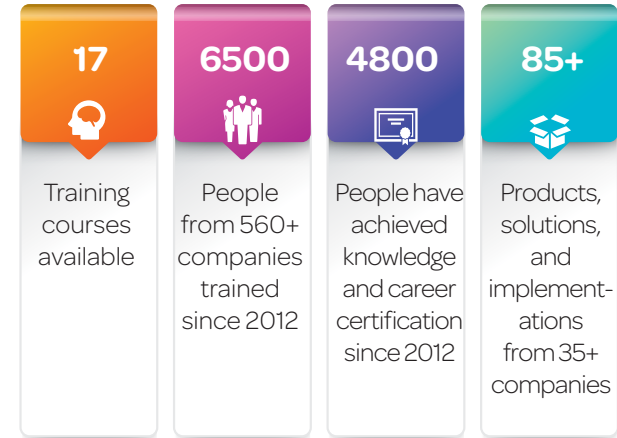 17
Training
courses
available
6500
People
from 560+
companies
trained
since 2012
4800
People have
achieved
knowledge
and career
certification
since 2012
85+
Products,
solutions,
and
implement-
ations
from 35+
companies